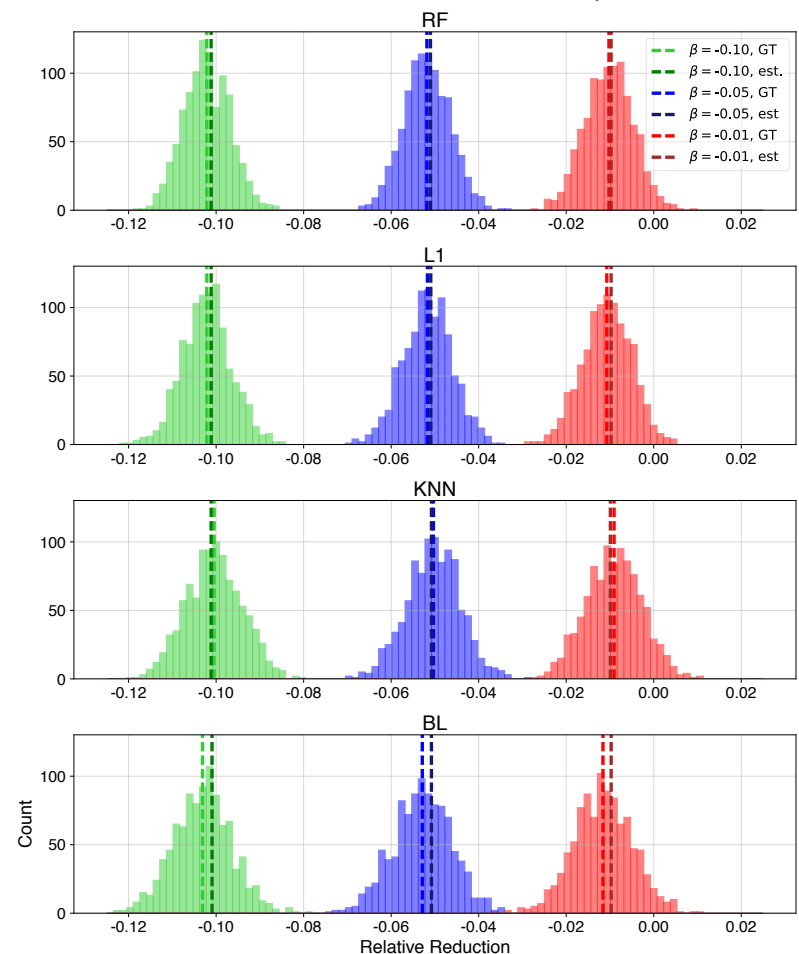 RF
β = -0.10, GT
β = -0.10, est.
β = -0.05, GT
β = -0.05, est
β = -0.01, GT
β = -0.01, est
100
50
0
-0.12 -0.10 -0.08 -0.06 -0.04 -0.02 0.00 0.02
L1
100
50
0
-0.12 -0.10 -0.08 -0.06 -0.04 -0.02 0.00 0.02
KNN
100
50
0
-0.12 -0.10 -0.08 -0.06 -0.04 -0.02 0.00 0.02
BL
100
50
0
Count
-0.12 -0.10 -0.08 -0.06 -0.04 -0.02 0.00 0.02
Relative Reduction